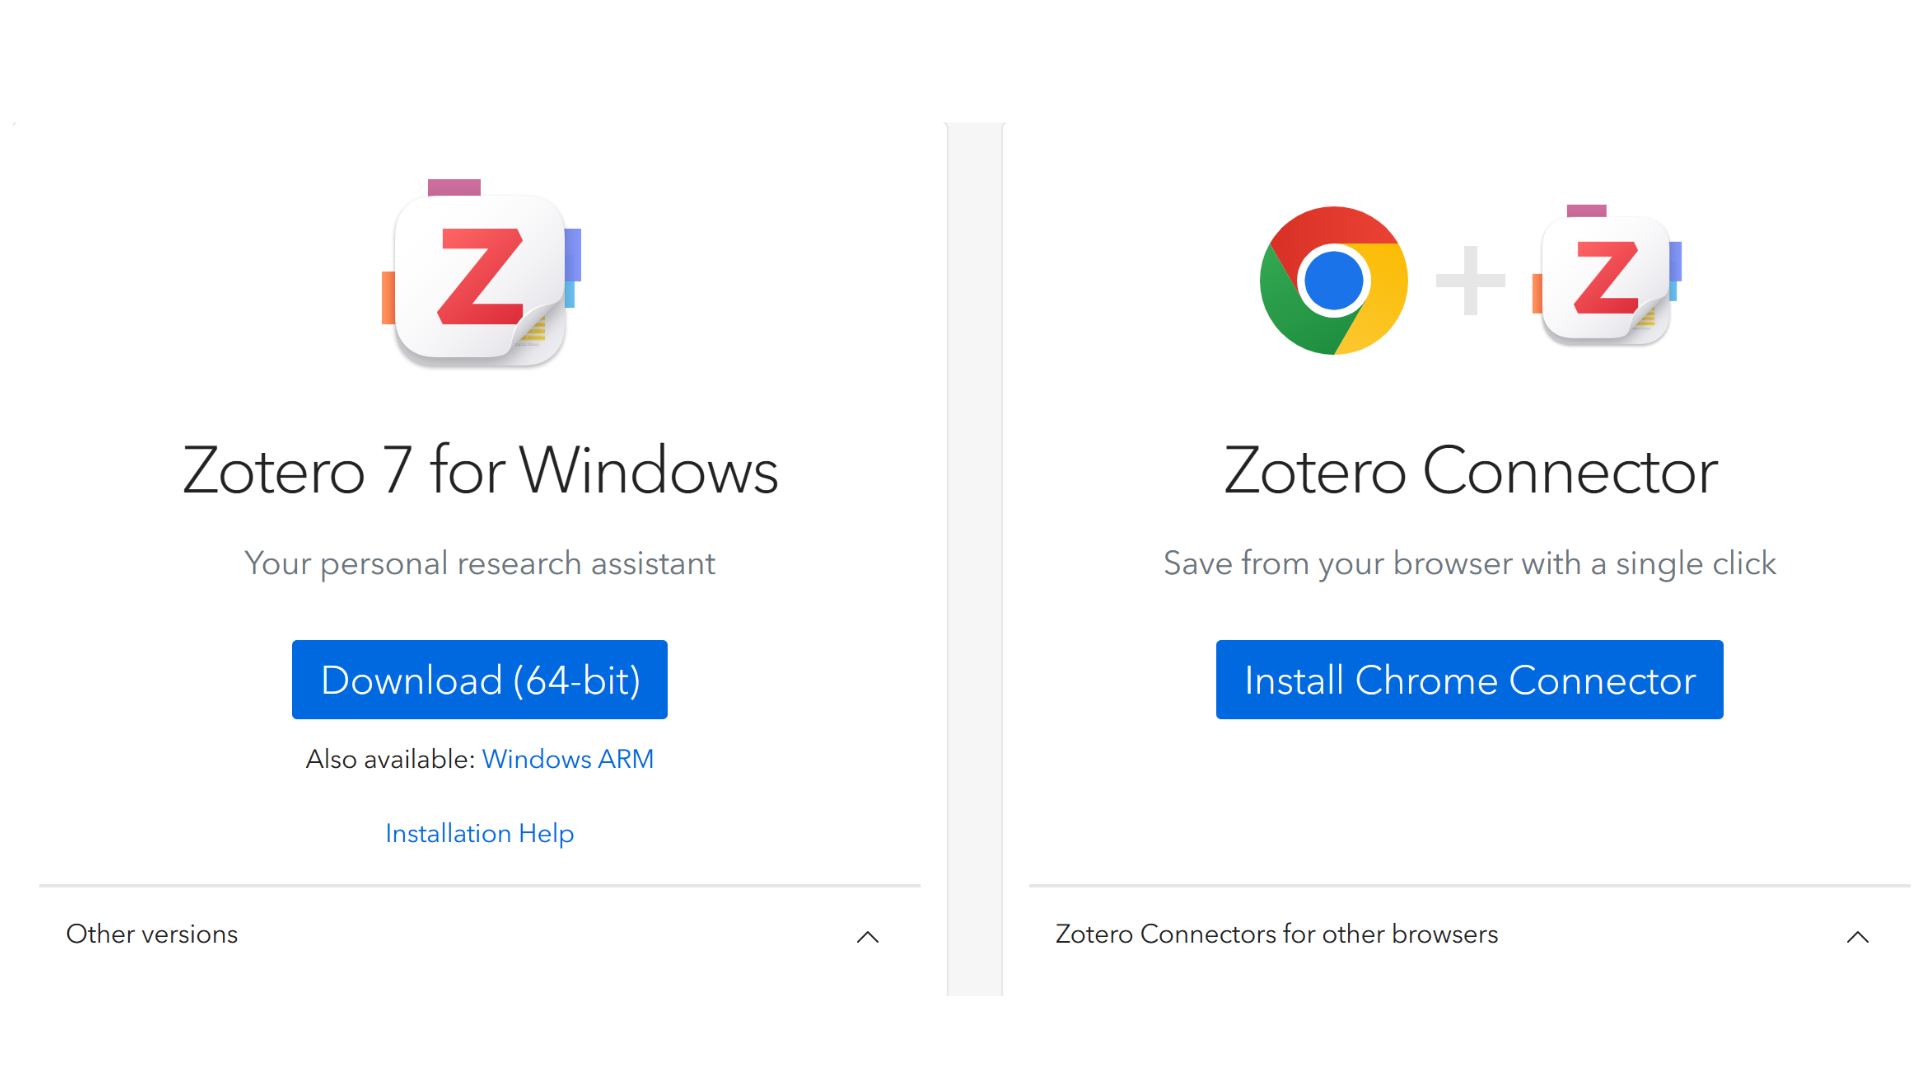 Z
Zotero 7 for Windows
Your personal research assistant
Download (64-bit)
Also available: Windows ARM
Installation Help
Other versions
Z
Zotero Connector
Save from your browser with a single click
Install Chrome Connector
Zotero Connectors for other browsers